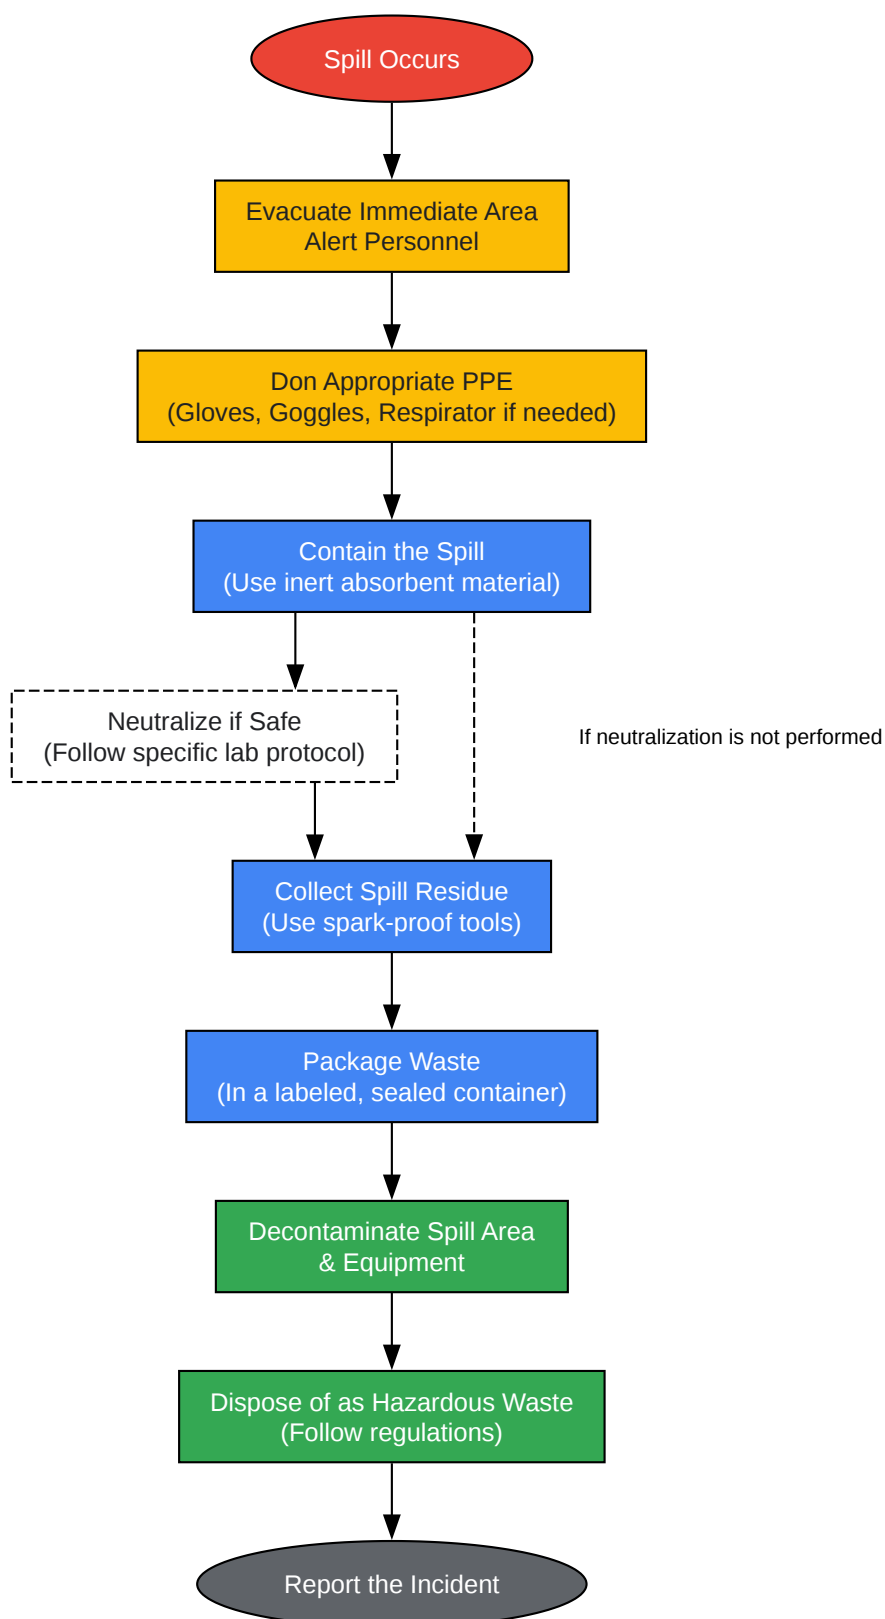 Spill Occurs
Evacuate Immediate Area
Alert Personnel
Don Appropriate PPE
(Gloves, Goggles, Respirator if needed)
Contain the Spill
(Use inert absorbent material)
Neutralize if Safe
(Follow specific lab protocol)
If neutralization is not performed
Collect Spill Residue
(Use spark-proof tools)
Package Waste
(In a labeled, sealed container)
Decontaminate Spill Area
& Equipment
Dispose of as Hazardous Waste
(Follow regulations)
Report the Incident